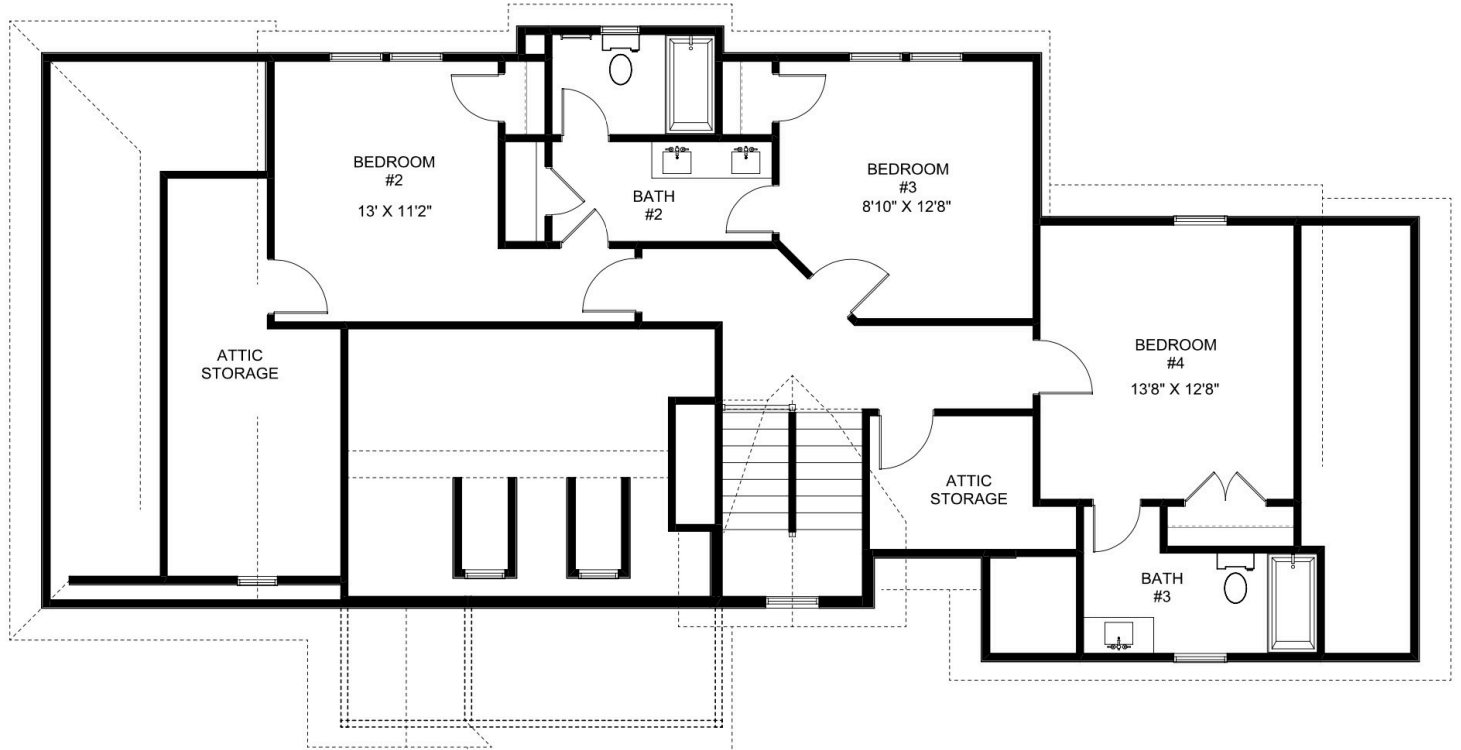 BEDROOM
#2
13' X 11'2"
BATH
#2
BEDROOM
#3
8'10" X 12'8"
BEDROOM
#4
13'8" X 12'8"
ATTIC
STORAGE
ATTIC
STORAGE
BATH
#3